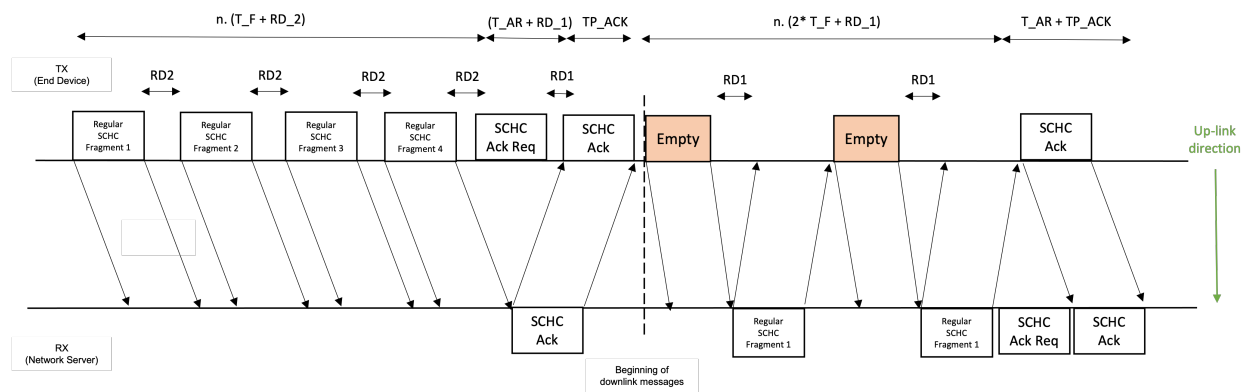 n. (T_F + RD_2)
(T_AR + RD_1)
TP_ACK
n. (2* T_F + RD_1)
T_AR + TP_ACK
TX
(End Device)
RD2
RD2
RD2
RD2
RD1
RD1
RD1
Regular
SCHC
Fragment 1
Regular
SCHC
Fragment 2
Regular
SCHC
Fragment 3
Regular
SCHC
Fragment 4
SCHC
Ack Req
SCHC
Ack
Empty
Empty
SCHC
Ack
Up-link
direction
SCHC
Ack
Regular
SCHC
Fragment 1
Regular
SCHC
Fragment 1
SCHC
Ack Req
SCHC
Ack
RX
(Network Server)
Beginning of
downlink messages